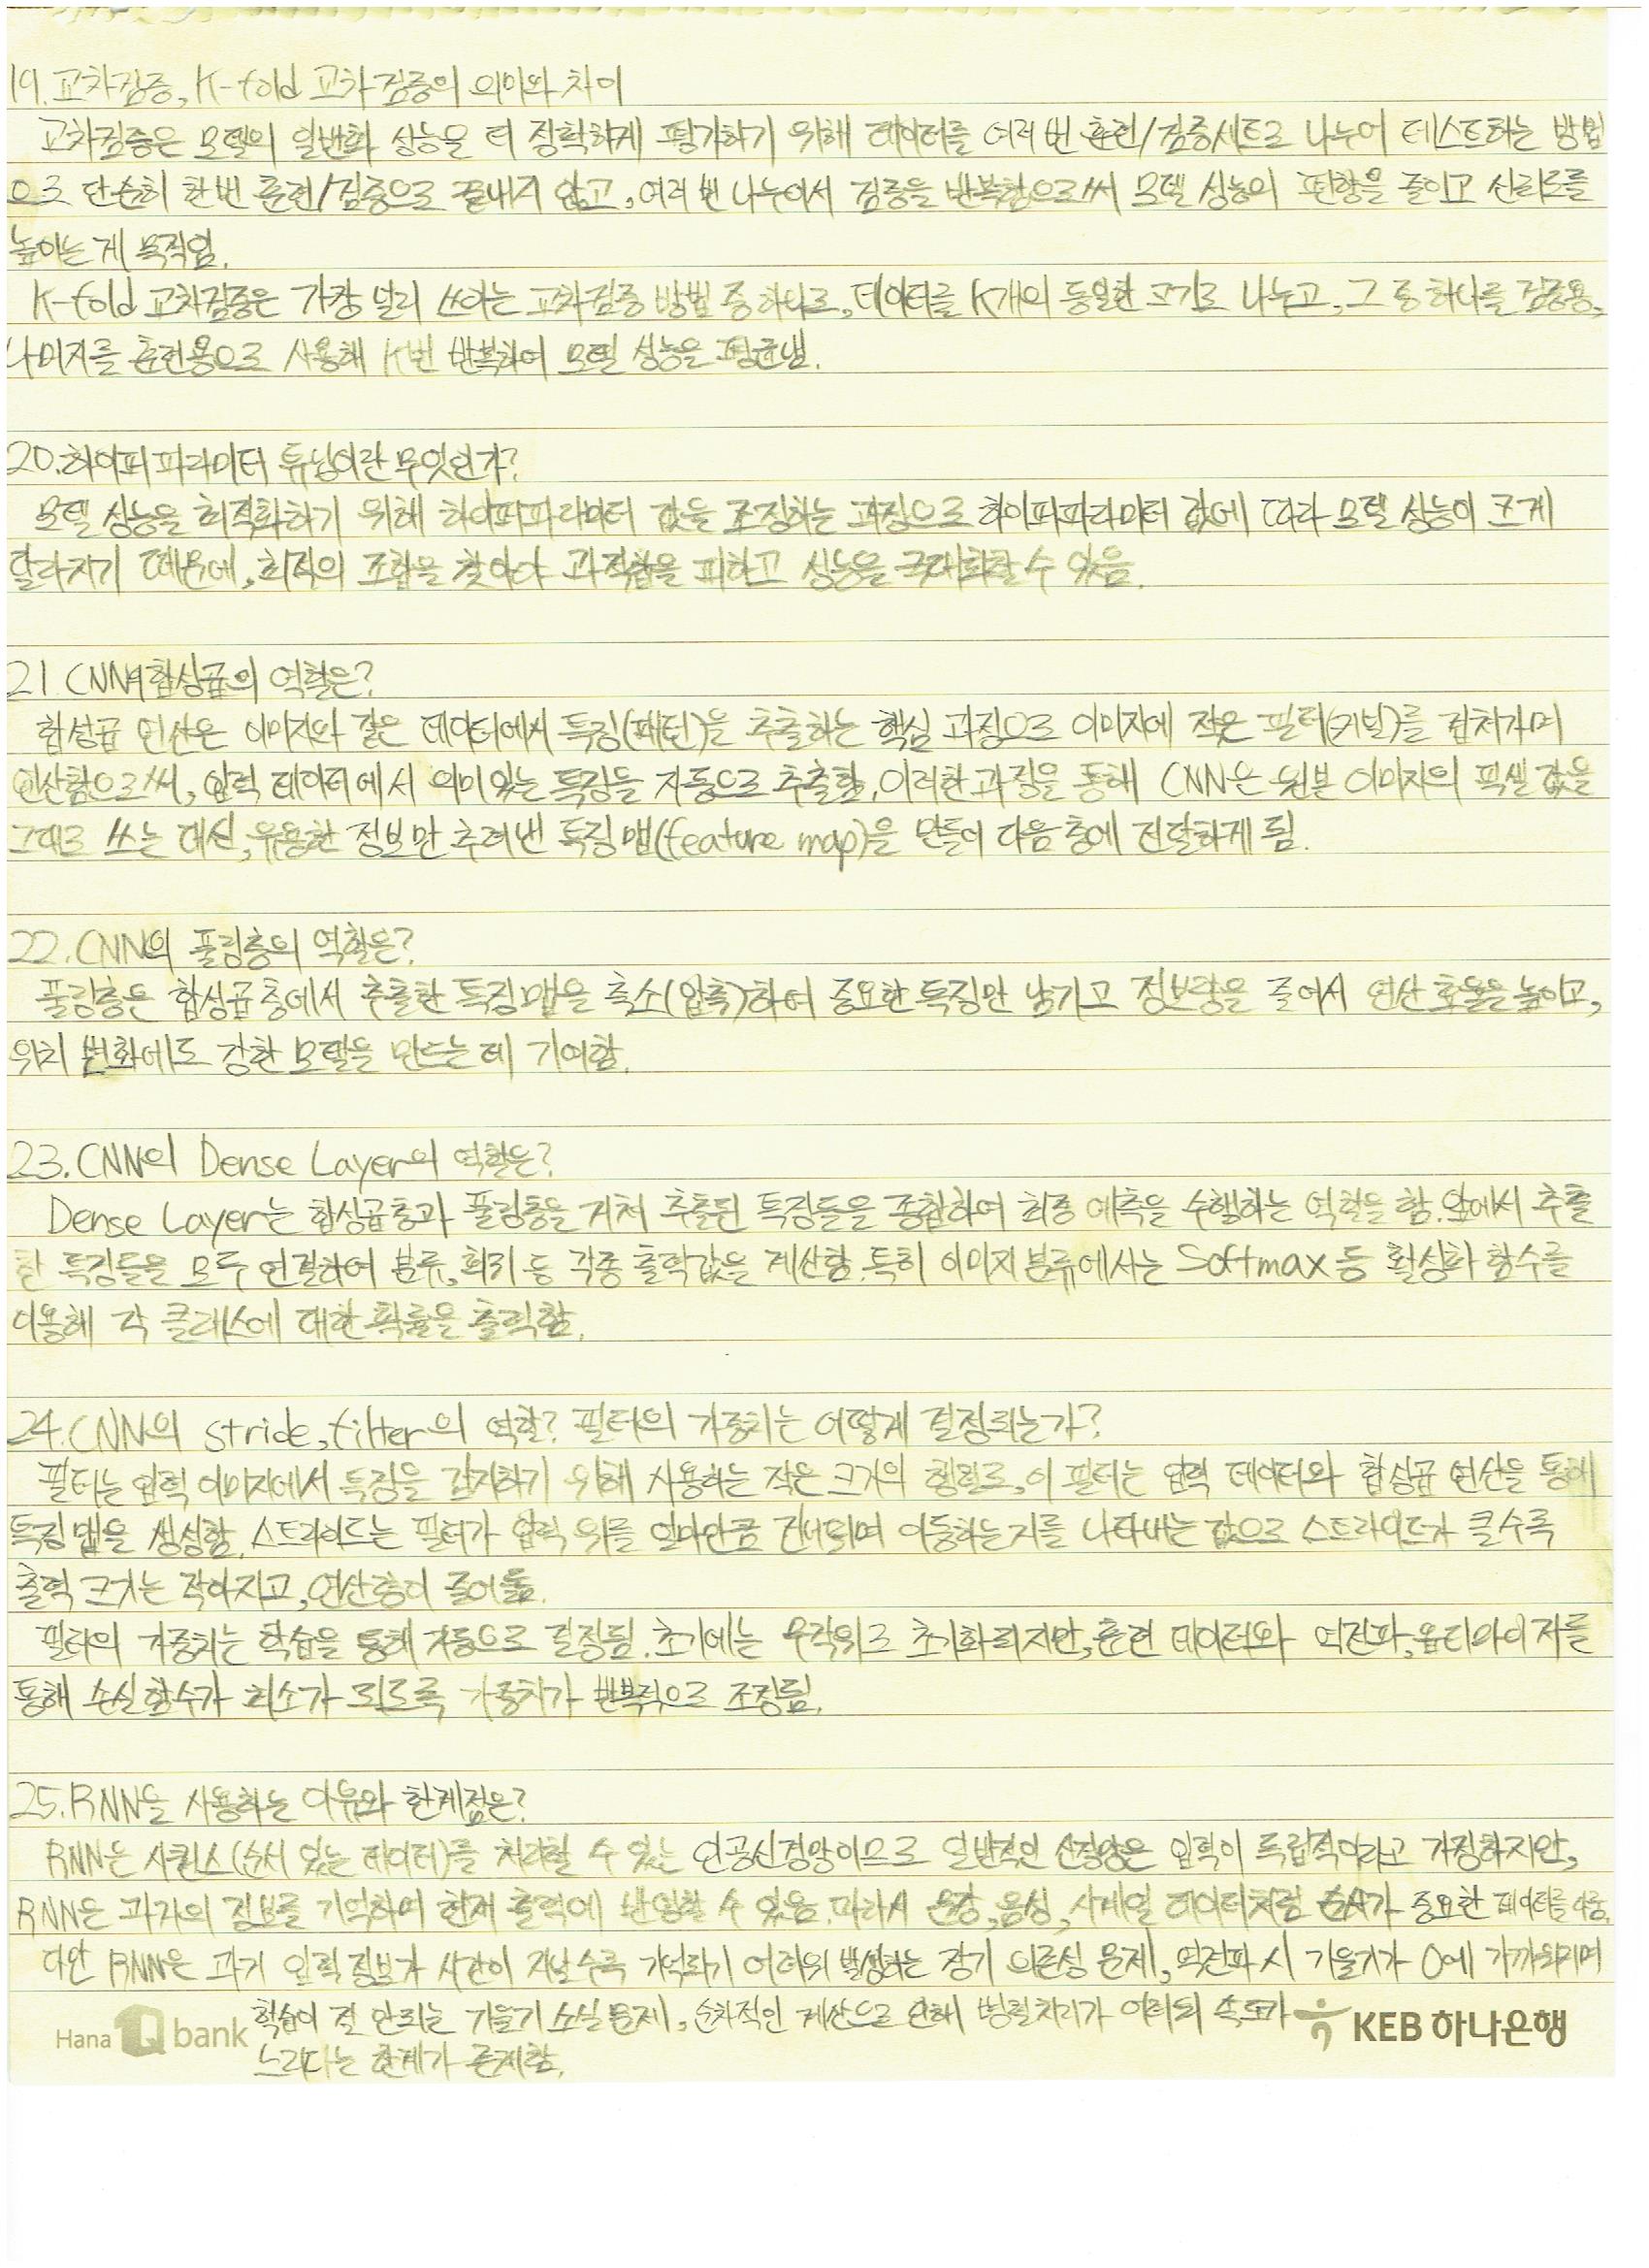 19. 교차검증, K-fold 교차검증의 의미와 차이
교차검증은 모델의 일반화 성능을 더 정확하게 평가하기 위해 데이터를 여러 번 훈련/검증세트로 나누어 테스트하는 방법
으로 단순히 한번 훈련/검증으로 끝내지 않고, 여러 번 나누어서 검증을 반복함으로써 모델 성능의 편향을 줄이고 신뢰도를
높이는 게 목적임.
K-fold 교차검증은 가장 널리 쓰이는 교차검증 방법 중 하나로, 데이터를 K개의 동일한 크기로 나누고, 그 중 하나를 검증용,
나머지를 훈련용으로 사용해 K번 반복하여 모델 성능을 평균냄.
20. 하이퍼파라미터 튜닝이란 무엇인가?
모델 성능을 최적화하기 위해 하이퍼파라미터 값을 조정하는 과정으로 하이퍼파라미터 값에 따라 모델 성능이 크게
달라지기 때문에, 최적의 조합을 찾아야 과적합을 피하고 성능을 극대화할 수 있음.
21. CNN의 합성곱의 역할은?
합성곱 연산은 이미지와 같은 데이터에서 특징(패턴)을 추출하는 핵심 과정으로 이미지에 작은 필터(커널)를 겹쳐가며
연산함으로써, 입력 데이터에서 의미있는 특징들을 자동으로 추출함. 이러한 과정을 통해 CNN은 원본 이미지의 픽셀 값을
그대로 쓰는 대신, 유용한 정보만 추려낸 특징 맵(feature map)을 만들어 다음 층에 전달하게 됨.
22. CNN의 풀링층의 역할은?
풀링층은 합성곱 층에서 추출한 특징 맵을 축소(압축)하여 중요한 특징만 남기고 정보량을 줄여서 연산 효율을 높이고,
위치 변화에도 강한 모델을 만드는 데 기여함.
23. CNN의 Dense Layer의 역할은?
Dense Layer는 합성곱층과 풀링층을 거쳐 추출된 특징들을 종합하여 최종 예측을 수행하는 역할을 함. 앞에서 추출
한 특징들을 모두 연결하여 분류, 회귀 등 각종 출력값을 계산함. 특히 이미지 분류에서는 Softmax 등 활성화 함수를
이용해 각 클래스에 대한 확률을 출력함.
24. CNN의 stride, filter의 역할? 필터의 가중치는 어떻게 결정되는가?
필터는 입력 이미지에서 특징을 감지하기 위해 사용하는 작은 크기의 행렬로, 이 필터는 입력 데이터와 합성곱 연산을 통해
특징 맵을 생성함. 스트라이드는 필터가 입력 위를 얼마만큼 건너뛰며 이동하는지를 나타내는 값으로 스트라이드가 클수록
출력 크기는 작아지고, 연산량이 줄어듦.
필터의 가중치는 학습을 통해 자동으로 결정됨. 초기에는 무작위로 초기화되지만, 훈련 데이터와 역전파, 옵티마이저를
통해 손실함수가 최소가 되도록 가중치가 반복적으로 조정됨.
25. RNN을 사용하는 이유와 한계점은?
RNN은 시퀀스(순서 있는 데이터)를 처리할 수 있는 인공신경망이므로 일반적인 신경망은 입력이 독립적이라고 가정하지만,
RNN은 과거의 정보를 기억하며 현재 출력에 반영할 수 있음. 따라서 문장, 음성, 시계열 데이터처럼 순서가 중요한 데이터를 다룸.
다만 RNN은 과거 입력 정보가 시간이 지날수록 기억되기 어려워 발생하는 장기 의존성 문제, 역전파 시 기울기가 0에 가까워지며
학습이 잘 안되는 기울기 소실 문제, 순차적인 계산으로 인해 병렬처리가 어려워 속도가
느리다는 한계가 존재함.
Hana 1Q bank
KEB 하나은행